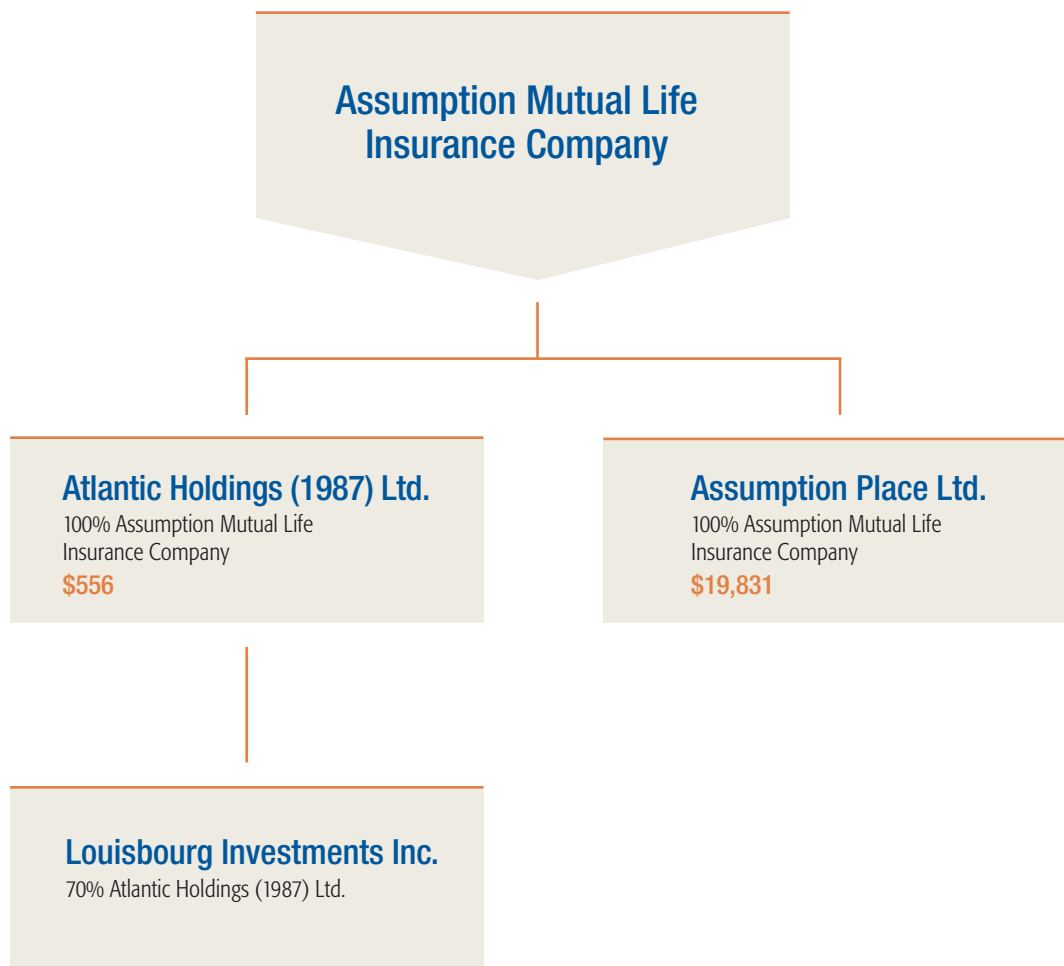 Assumption Mutual Life
Insurance Company
Atlantic Holdings (1987) Ltd.
100% Assumption Mutual Life
Insurance Company
$556
Assumption Place Ltd.
100% Assumption Mutual Life
Insurance Company
$19,831
Louisbourg Investments Inc.
70% Atlantic Holdings (1987) Ltd.